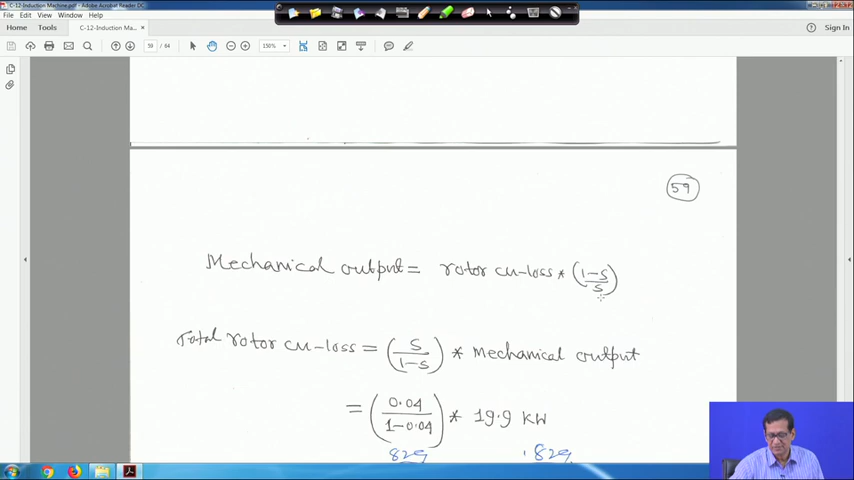 C-12-Induction Machine.pdf - Adobe Acrobat Reader DC
File Edit View Window Help
Home Tools C-12-Induction Ma... × Sign In
59 / 64 150%
59
Mechanical output = rotor cu-loss * (1-s/s)
Total rotor cu-loss = (s/1-s) * Mechanical output
= (0.04/1-0.04) * 19.9 KW
829 .829